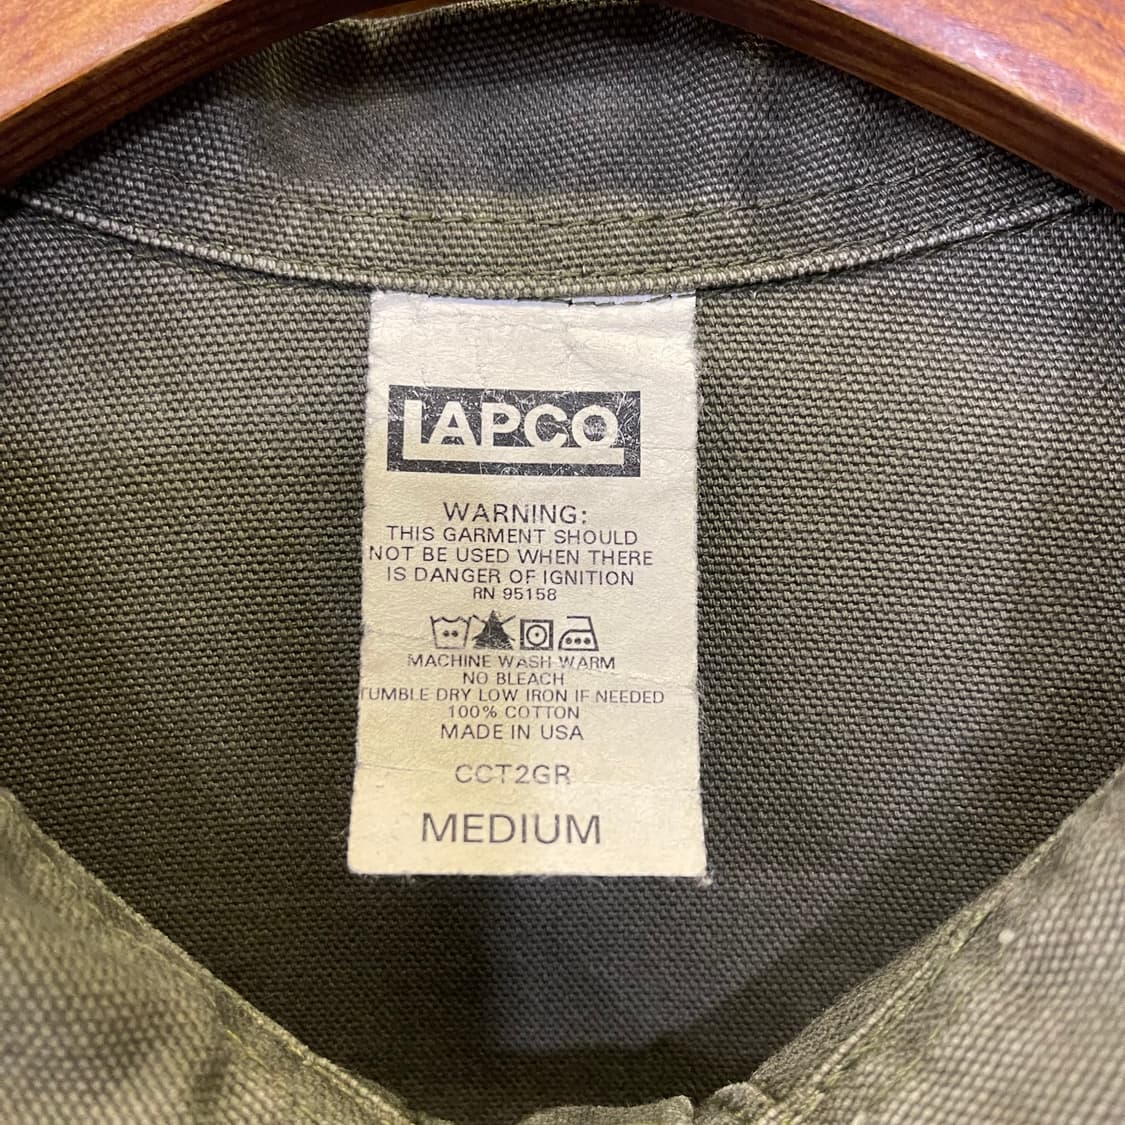 LAPCO
WARNING:
THIS GARMENT SHOULD
NOT BE USED WHEN THERE
IS DANGER OF IGNITION
RN 95158
MACHINE WASH WARM
NO BLEACH
TUMBLE DRY LOW IRON IF NEEDED
100% COTTON
MADE IN USA
CCT2GR
MEDIUM